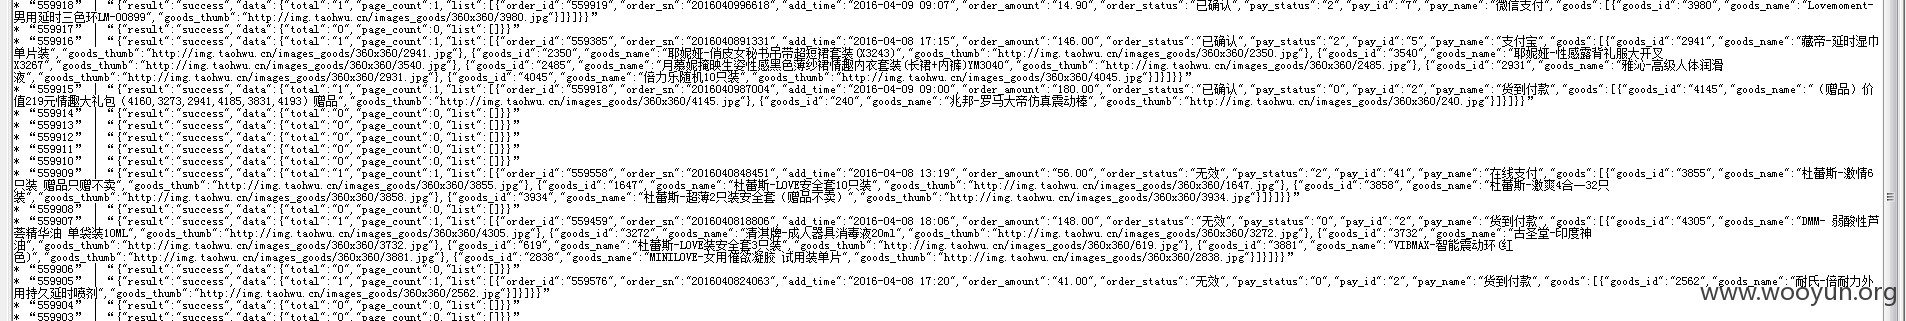 * “559918” | “{"result":"success","data":{"total":"1","page_count":1,"list":[{"order_id":"559919","order_sn":"2016040996618","add_time":"2016-04-09 09:07","order_amount":"14.90","order_status":"已确认","pay_status":"2","pay_id":"7","pay_name":"微信支付","goods":[{"goods_id":"3980","goods_name":"Lovemoment-
男用延时三色环LM-00899","goods_thumb":"http://img.taohwu.cn/images_goods/360x360/3980.jpg"}]}]}}”
* “559917” | “{"result":"success","data":{"total":"0","page_count":0,"list":[]}}”
* “559916” | “{"result":"success","data":{"total":"1","page_count":1,"list":[{"order_id":"559385","order_sn":"2016040891331","add_time":"2016-04-08 17:15","order_amount":"146.00","order_status":"已确认","pay_status":"2","pay_id":"5","pay_name":"支付宝","goods":[{"goods_id":"2941","goods_name":"藏帝-延时湿巾
单片装","goods_thumb":"http://img.taohwu.cn/images_goods/360x360/2941.jpg"},{"goods_id":"2350","goods_name":"耶妮娅-俏皮女秘书吊带超短裙套装(X3243)","goods_thumb":"http://img.taohwu.cn/images_goods/360x360/2350.jpg"},{"goods_id":"3540","goods_name":"耶妮娅-性感露背礼服大开叉
X3267","goods_thumb":"http://img.taohwu.cn/images_goods/360x360/3540.jpg"},{"goods_id":"2485","goods_name":"月慕妮掩映生姿性感黑色薄纱裙情趣内衣套装(长裙+内裤)YM3040","goods_thumb":"http://img.taohwu.cn/images_goods/360x360/2485.jpg"},{"goods_id":"2931","goods_name":"雅沁-高级人体润滑
液","goods_thumb":"http://img.taohwu.cn/images_goods/360x360/2931.jpg"},{"goods_id":"4045","goods_name":"倍力乐随机10只装","goods_thumb":"http://img.taohwu.cn/images_goods/360x360/4045.jpg"}]}]}}”
* “559915” | “{"result":"success","data":{"total":"1","page_count":1,"list":[{"order_id":"559902","order_sn":"2016040987004","add_time":"2016-04-09 09:00","order_amount":"180.00","order_status":"已确认","pay_status":"0","pay_id":"2","pay_name":"货到付款","goods":[{"goods_id":"4145","goods_name":"（赠品）价
值219元情趣大礼包（4160,3273,2941,4185,3831,4193）赠品","goods_thumb":"http://img.taohwu.cn/images_goods/360x360/4145.jpg"},{"goods_id":"240","goods_name":"兆邦-罗马大帝仿真震动棒","goods_thumb":"http://img.taohwu.cn/images_goods/360x360/240.jpg"}]}]}}”
* “559914” | “{"result":"success","data":{"total":"0","page_count":0,"list":[]}}”
* “559913” | “{"result":"success","data":{"total":"0","page_count":0,"list":[]}}”
* “559912” | “{"result":"success","data":{"total":"0","page_count":0,"list":[]}}”
* “559911” | “{"result":"success","data":{"total":"0","page_count":0,"list":[]}}”
* “559910” | “{"result":"success","data":{"total":"0","page_count":0,"list":[]}}”
* “559909” | “{"result":"success","data":{"total":"1","page_count":1,"list":[{"order_id":"559558","order_sn":"2016040848451","add_time":"2016-04-08 13:19","order_amount":"56.00","order_status":"无效","pay_status":"2","pay_id":"41","pay_name":"在线支付","goods":[{"goods_id":"3855","goods_name":"杜蕾斯-激情6
只装 赠品只赠不卖","goods_thumb":"http://img.taohwu.cn/images_goods/360x360/3855.jpg"},{"goods_id":"1647","goods_name":"杜蕾斯-LOVE安全套10只装","goods_thumb":"http://img.taohwu.cn/images_goods/360x360/1647.jpg"},{"goods_id":"3858","goods_name":"杜蕾斯-激爽4合一32只
装","goods_thumb":"http://img.taohwu.cn/images_goods/360x360/3858.jpg"},{"goods_id":"3934","goods_name":"杜蕾斯-超薄2只装安全套（赠品不卖）","goods_thumb":"http://img.taohwu.cn/images_goods/360x360/3934.jpg"}]}]}}”
* “559908” | “{"result":"success","data":{"total":"0","page_count":0,"list":[]}}”
* “559907” | “{"result":"success","data":{"total":"1","page_count":1,"list":[{"order_id":"559459","order_sn":"2016040818806","add_time":"2016-04-08 18:06","order_amount":"148.00","order_status":"无效","pay_status":"0","pay_id":"2","pay_name":"货到付款","goods":[{"goods_id":"4305","goods_name":"DMM- 弱酸性芦
荟精华油 单袋装10ML","goods_thumb":"http://img.taohwu.cn/images_goods/360x360/4305.jpg"},{"goods_id":"3272","goods_name":"清淇牌-成人器具消毒液20ml","goods_thumb":"http://img.taohwu.cn/images_goods/360x360/3272.jpg"},{"goods_id":"3732","goods_name":"古圣堂-印度神
油","goods_thumb":"http://img.taohwu.cn/images_goods/360x360/3732.jpg"},{"goods_id":"619","goods_name":"杜蕾斯-LOVE装安全套3只装","goods_thumb":"http://img.taohwu.cn/images_goods/360x360/619.jpg"},{"goods_id":"3881","goods_name":"VIBMAX-智能震动环(红
色)","goods_thumb":"http://img.taohwu.cn/images_goods/360x360/3881.jpg"},{"goods_id":"2838","goods_name":"MINILOVE-女用催欲凝胶 试用装单片","goods_thumb":"http://img.taohwu.cn/images_goods/360x360/2838.jpg"}]}]}}”
* “559906” | “{"result":"success","data":{"total":"0","page_count":0,"list":[]}}”
* “559905” | “{"result":"success","data":{"total":"1","page_count":1,"list":[{"order_id":"559576","order_sn":"2016040824063","add_time":"2016-04-08 17:20","order_amount":"41.00","order_status":"无效","pay_status":"0","pay_id":"2","pay_name":"货到付款","goods":[{"goods_id":"2562","goods_name":"耐氏-倍耐力外
用持久延时喷剂","goods_thumb":"http://img.taohwu.cn/images_goods/360x360/2562.jpg"}]}]}}”
* “559904” | “{"result":"success","data":{"total":"0","page_count":0,"list":[]}}”
* “559903” | “{"result":"success","data":{"total":"0","page_count":0,"list":[]}}”
www.wooyun.org